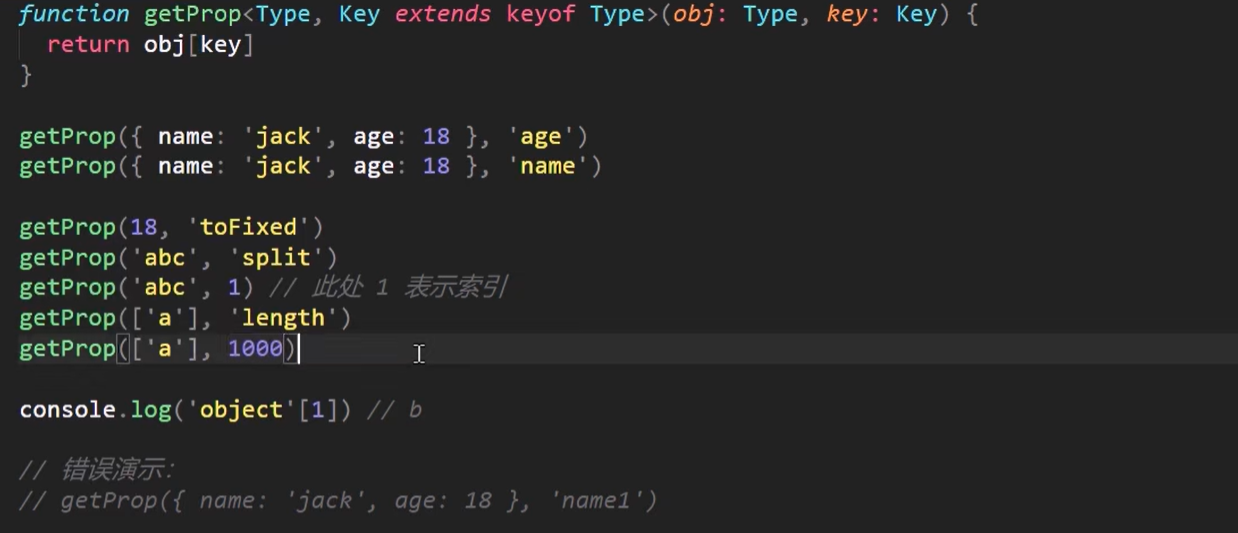 function getProp<Type, Key extends keyof Type>(obj: Type, key: Key) {
return obj[key]
}
getProp({ name: 'jack', age: 18 }, 'age')
getProp({ name: 'jack', age: 18 }, 'name')
getProp(18, 'toFixed')
getProp('abc', 'split')
getProp('abc', 1) // 此处 1 表示索引
getProp(['a'], 'length')
getProp(['a'], 1000)
console.log('object'[1]) // b
// 错误演示：
// getProp({ name: 'jack', age: 18 }, 'name1')